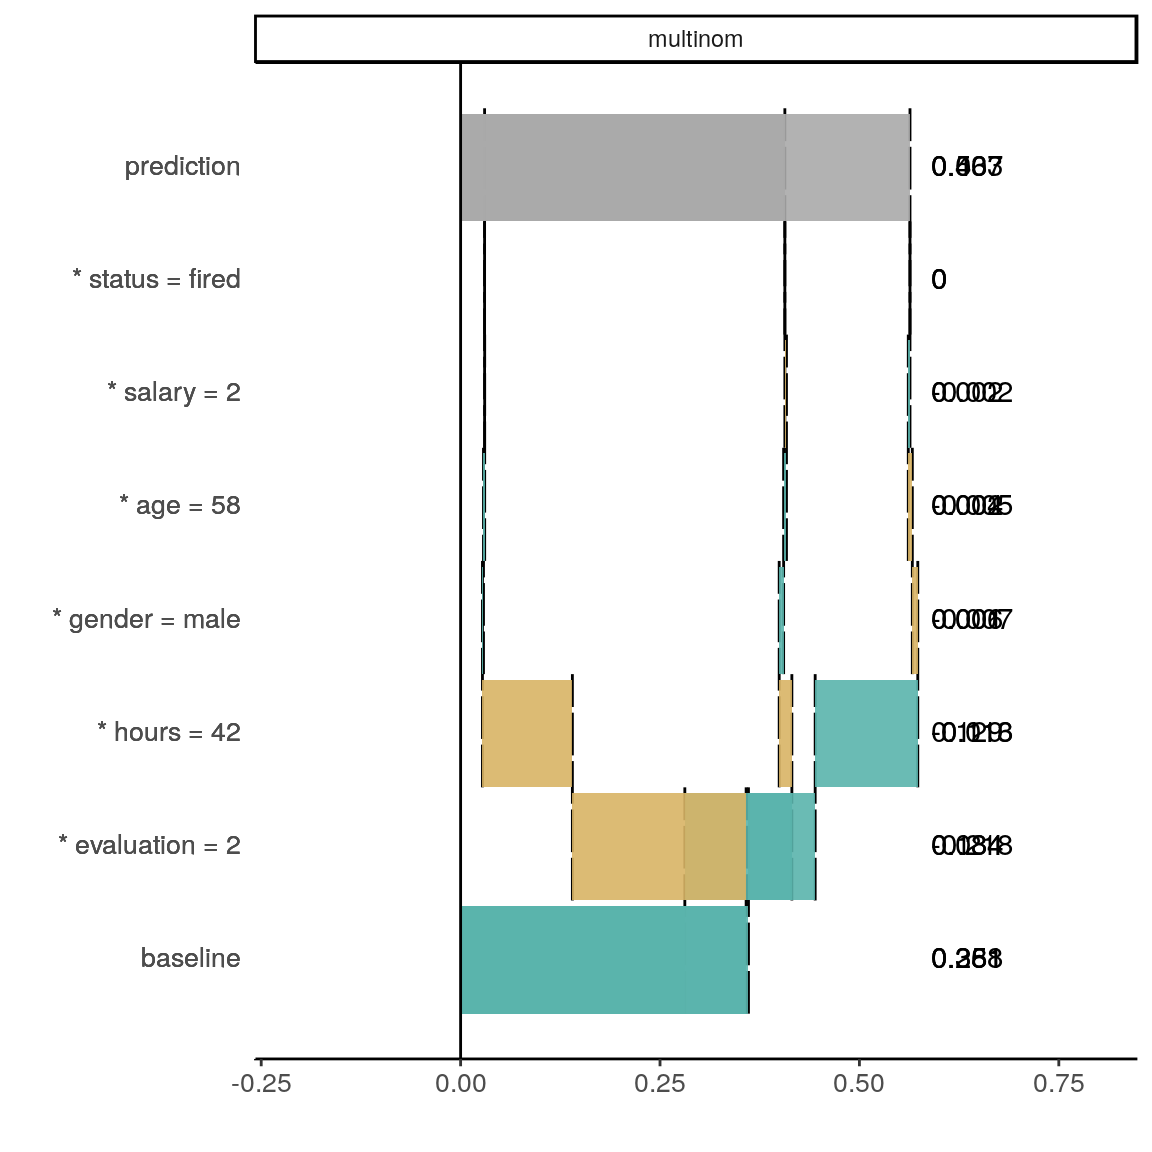 multinom
prediction
* status = fired 0
* salary = 2
* age = 58
* gender = male
* hours = 42
* evaluation = 2
baseline
-0.25 0.00 0.25 0.50 0.75